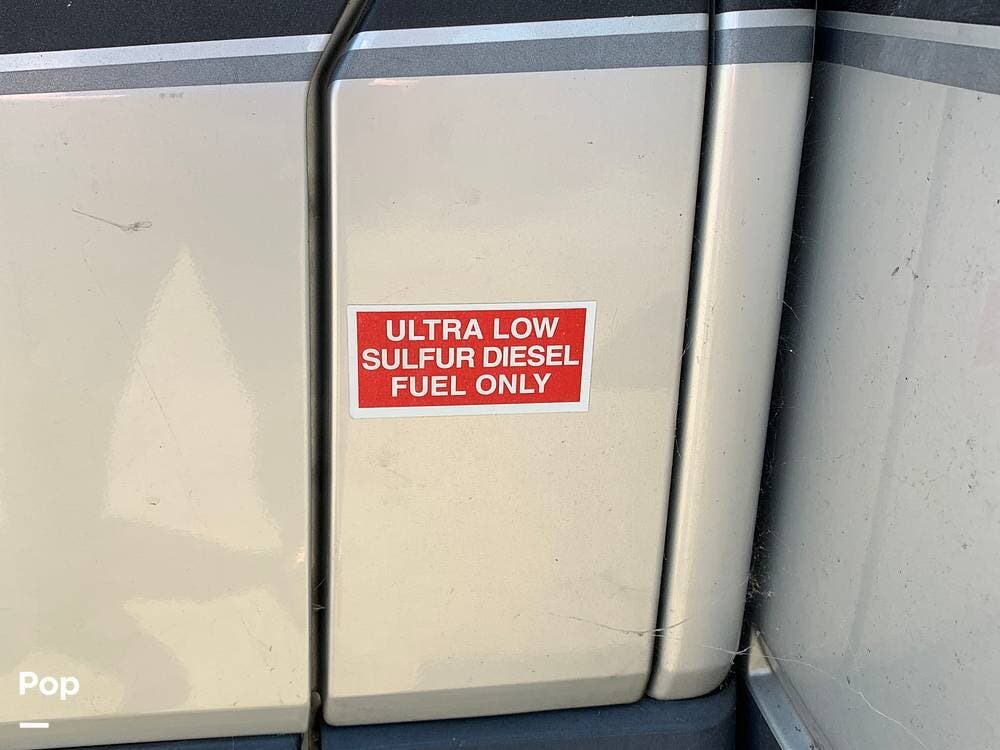 ULTRA LOW
SULFUR DIESEL
FUEL ONLY
Pop